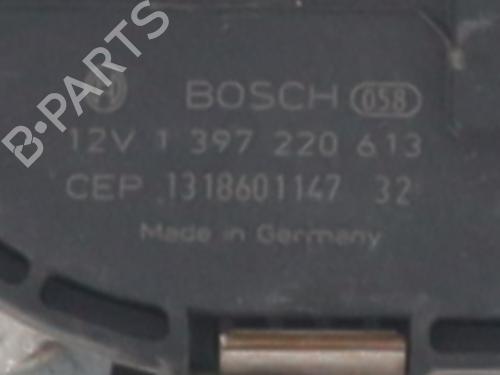 B-PARTS
BOSCH 058
12V 1 397 220 613
CEP 1318601147 32
Made in Germany